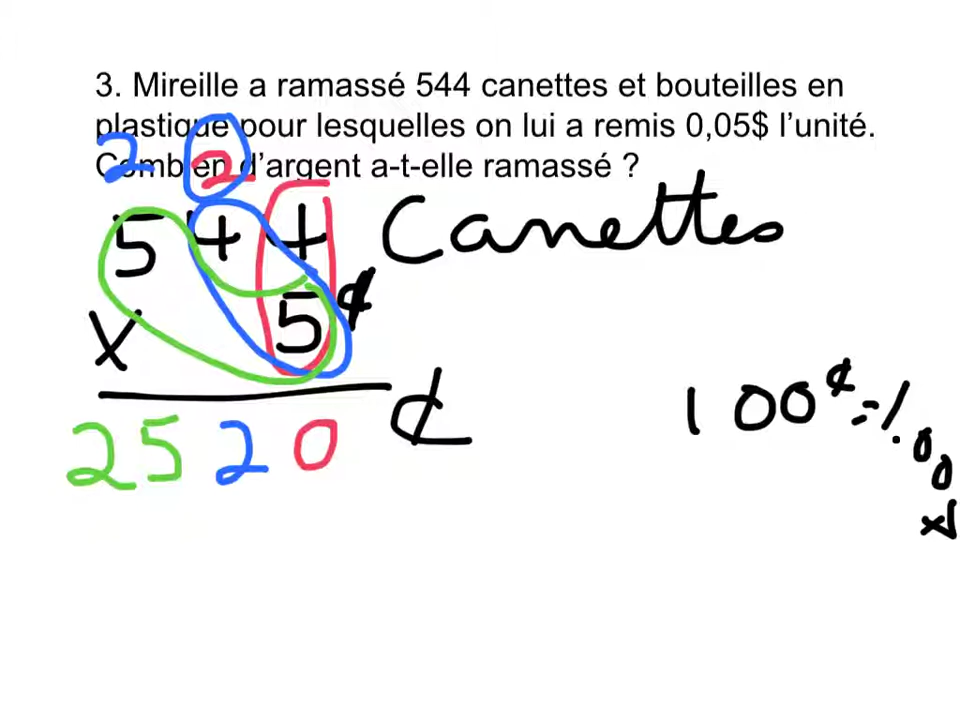 3. Mireille a ramassé 544 canettes et bouteilles en
plastique pour lesquelles on lui a remis 0,05$ l'unité.
Combien d'argent a-t-elle ramassé ?
2 2
544 Canettes
x 5¢
2520 ¢
100¢ = 1.00